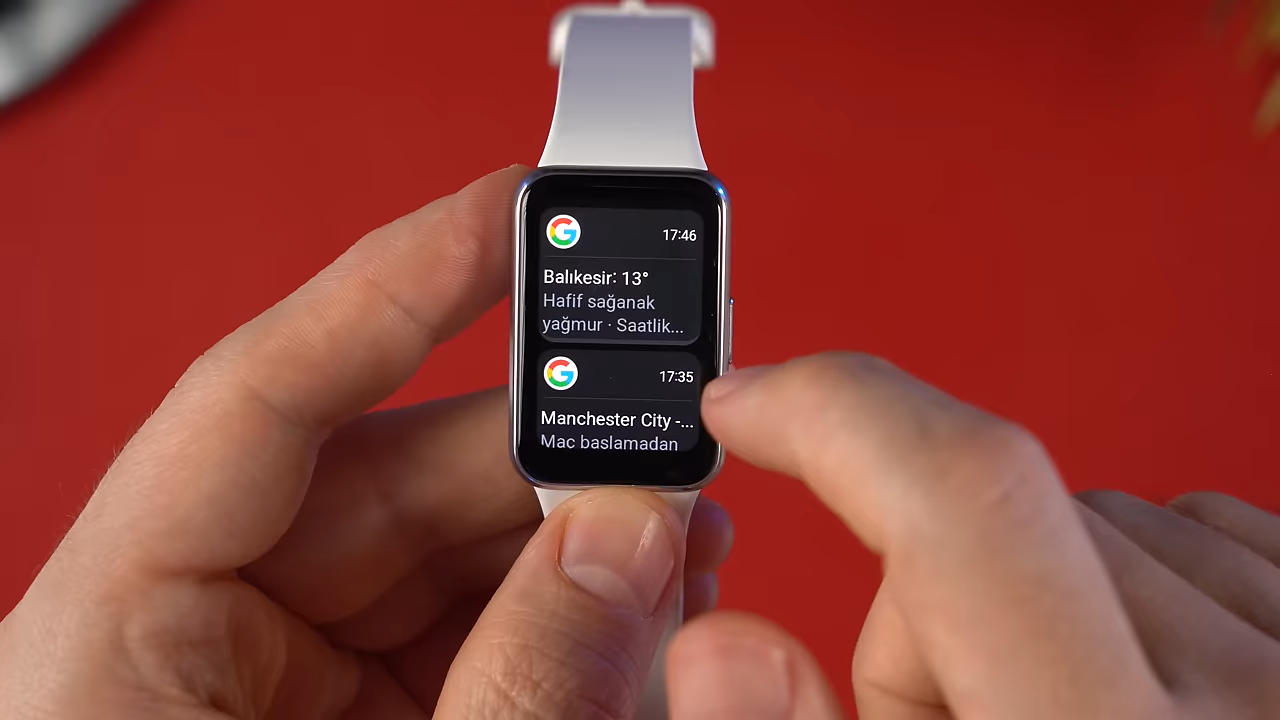 17:46
Balıkesir: 13°
Hafif sağanak
yağmur · Saatlik...
17:35
Manchester City -...
Mac baslamadan